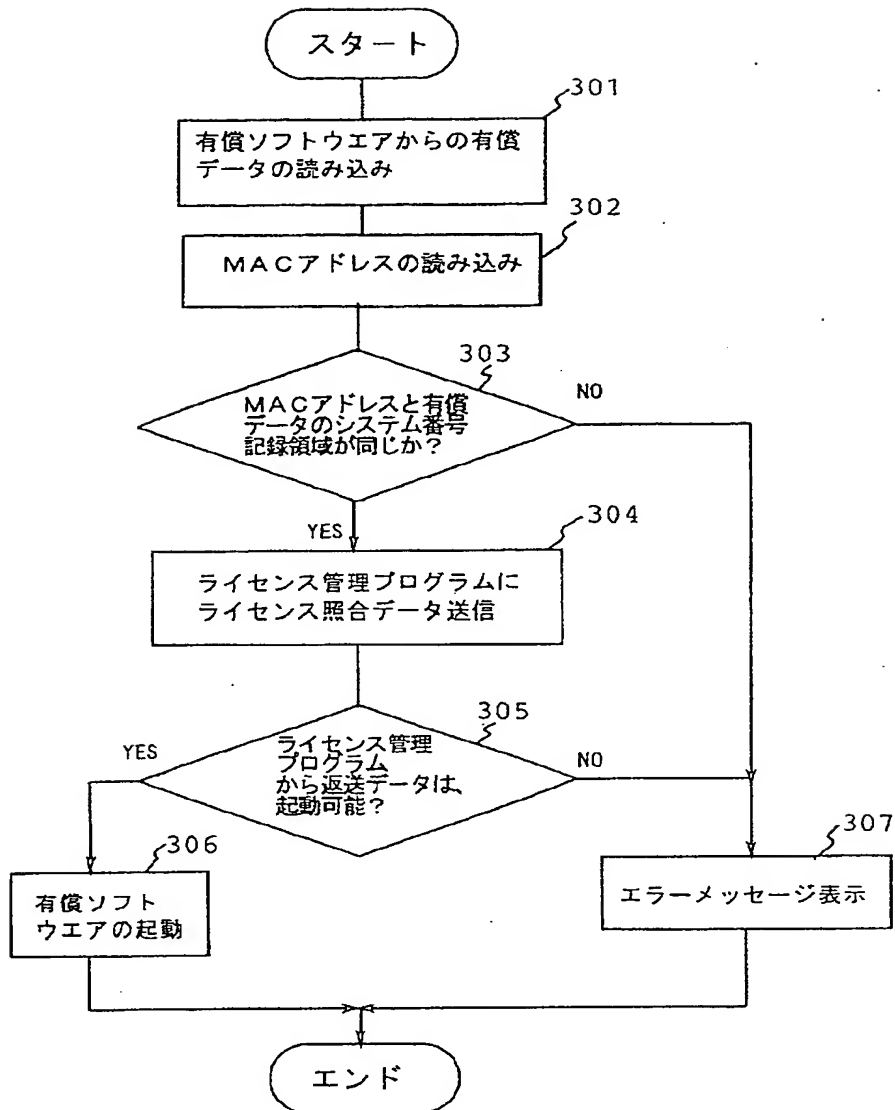 スタート
301
有償ソフトウエアからの有償
データの読み込み
302
MACアドレスの読み込み
303
MACアドレスと有償
データのシステム番号
記録領域が同じか？
NO
YES
304
ライセンス管理プログラムに
ライセンス照合データ送信
305
ライセンス管理
プログラム
から返送データは、
起動可能？
YES
NO
306
有償ソフト
ウエアの起動
307
エラーメッセージ表示
エンド